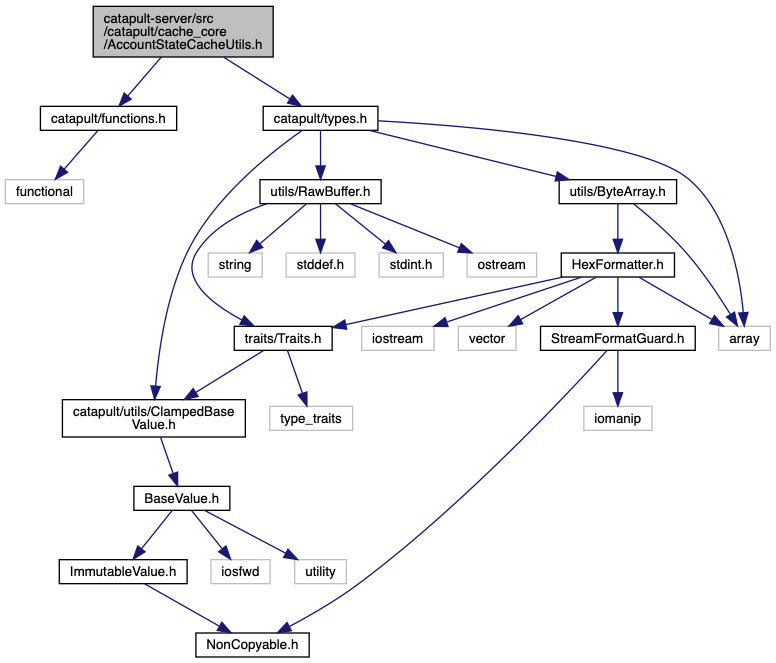 catapult-server/src
/catapult/cache_core
/AccountStateCacheUtils.h
catapult/functions.h
catapult/types.h
functional
utils/RawBuffer.h
utils/ByteArray.h
string
stddef.h
stdint.h
ostream
HexFormatter.h
traits/Traits.h
iostream
vector
StreamFormatGuard.h
array
catapult/utils/ClampedBase
Value.h
type_traits
iomanip
BaseValue.h
ImmutableValue.h
iosfwd
utility
NonCopyable.h